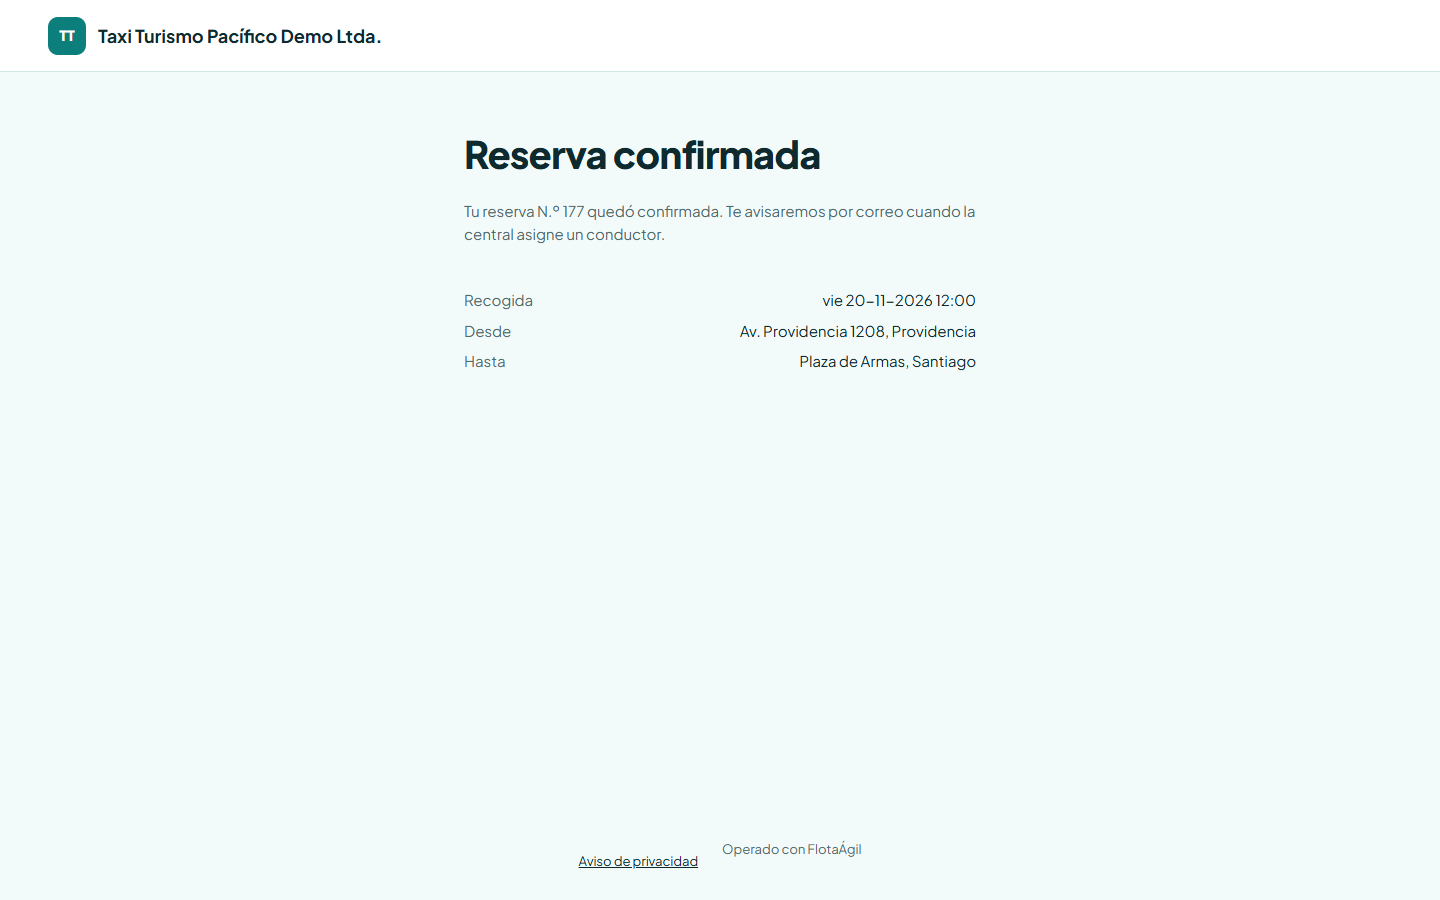 TT
Taxi Turismo Pacífico Demo Ltda.
Reserva confirmada
Tu reserva N.º 177 quedó confirmada. Te avisaremos por correo cuando la
central asigne un conductor.
Recogida vie 20-11-2026 12:00
Desde Av. Providencia 1208, Providencia
Hasta Plaza de Armas, Santiago
Aviso de privacidad
Operado con FlotaÁgil